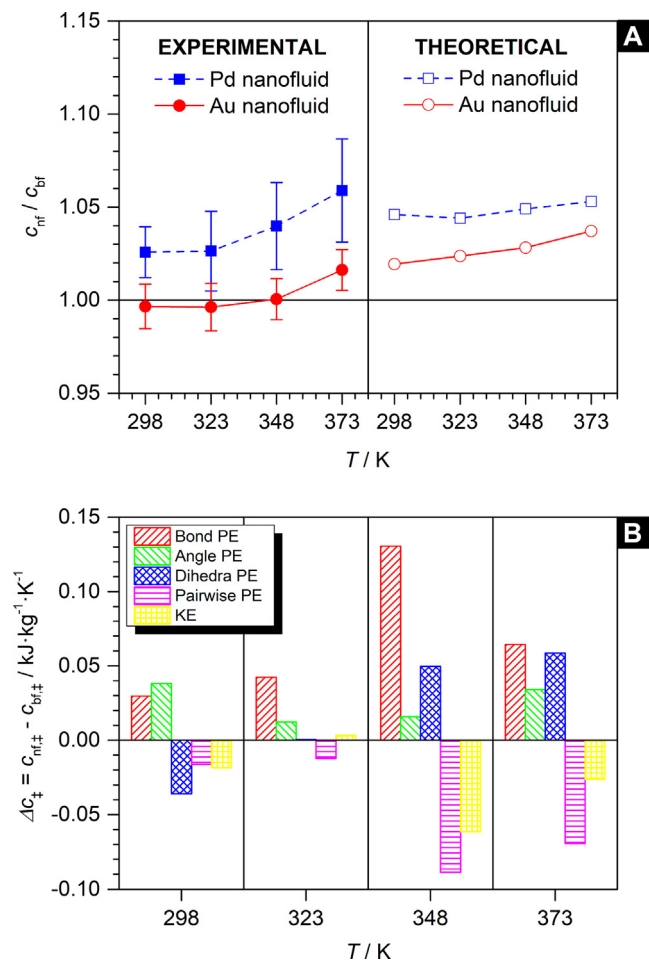 A
EXPERIMENTAL
Pd nanofluid
Au nanofluid
THEORETICAL
Pd nanofluid
Au nanofluid
c_nf / c_bf
1.15
1.10
1.05
1.00
0.95
298 323 348 373 298 323 348 373
T / K
B
Bond PE
Angle PE
Dihedra PE
Pairwise PE
KE
Δc‡ = c_nf,‡ - c_bf,‡ / kJ·kg⁻¹·K⁻¹
0.15
0.10
0.05
0.00
-0.05
-0.10
298 323 348 373
T / K